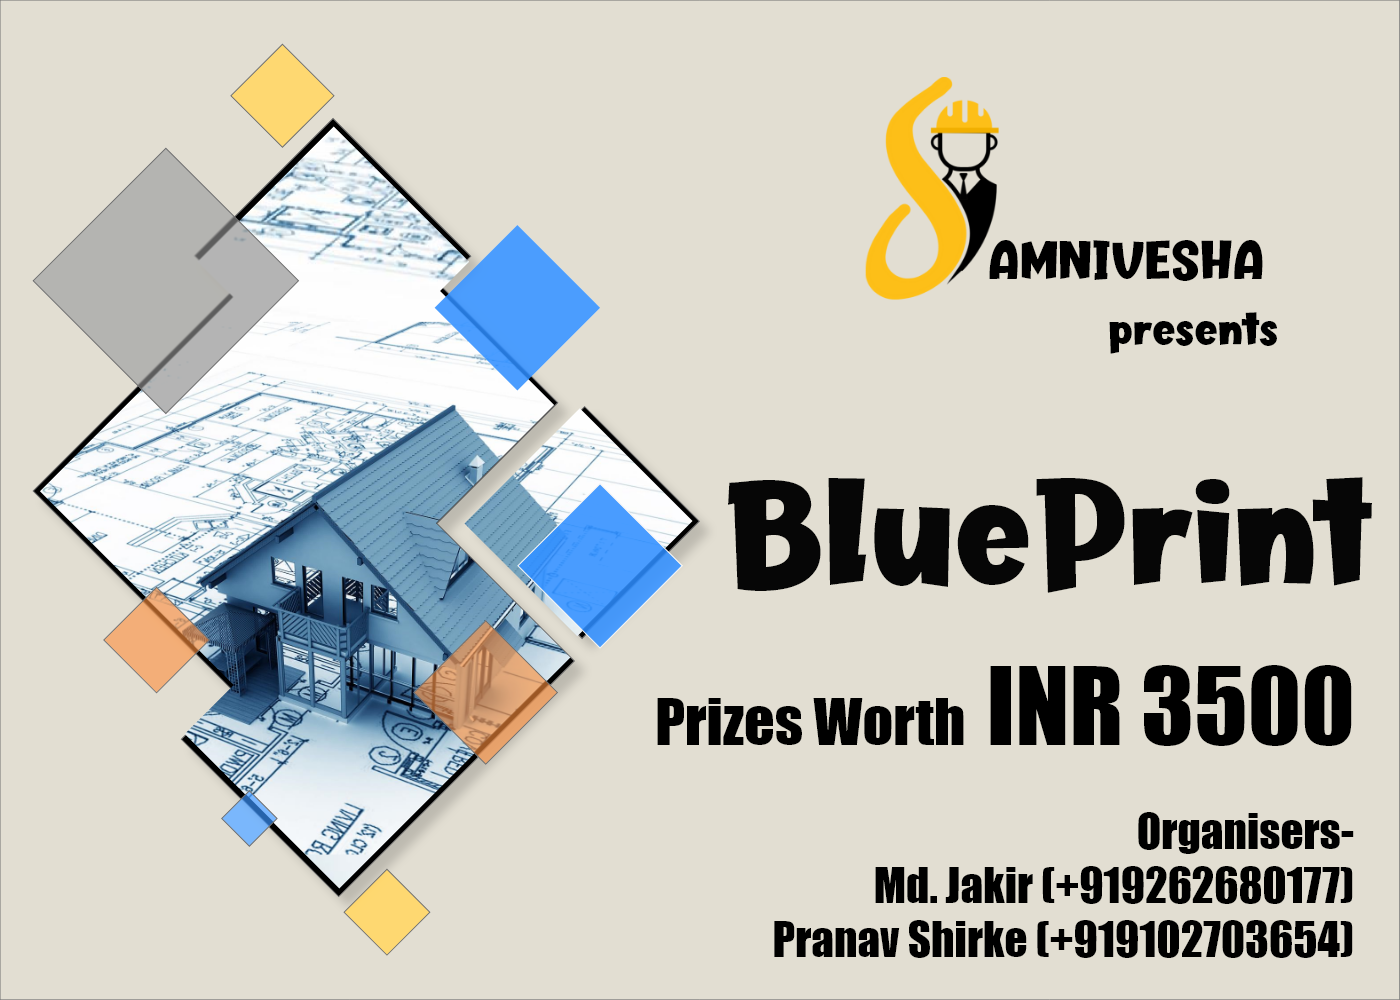 SAMNIVESHA
presents
BluePrint
Prizes Worth INR 3500
Organisers-
Md. Jakir (+919262680177)
Pranav Shirke (+919102703654)